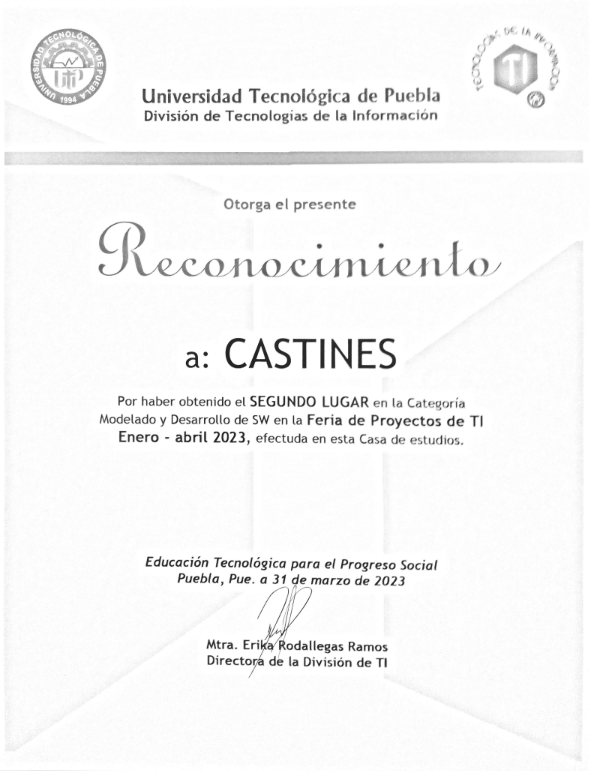 UNIVERSIDAD TECNOLÓGICA DE PUEBLA
UTP
1994
TECNOLOGÍAS DE LA INFORMACIÓN
TI
Universidad Tecnológica de Puebla
División de Tecnologías de la Información
Otorga el presente
Reconocimiento
a: CASTINES
Por haber obtenido el SEGUNDO LUGAR en la Categoría
Modelado y Desarrollo de SW en la Feria de Proyectos de TI
Enero - abril 2023, efectuda en esta Casa de estudios.
Educación Tecnológica para el Progreso Social
Puebla, Pue. a 31 de marzo de 2023
Mtra. Erika Rodallegas Ramos
Directora de la División de TI